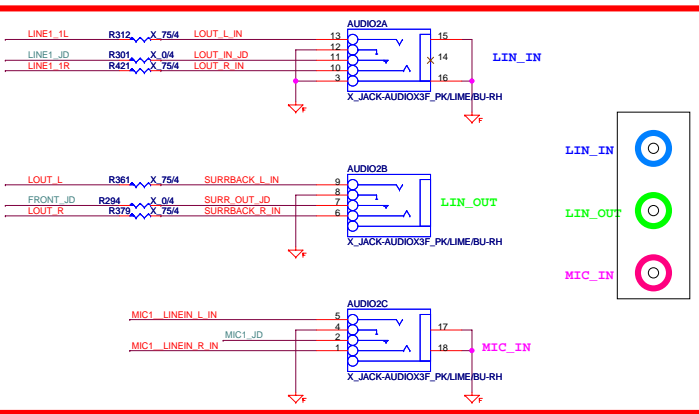 AUDIO2A
LINE1_1L R312 X_75/4 LOUT_L_IN 13 15
12
LINE1_JD R301 X_0/4 LOUT_IN_JD 11 14 LIN_IN
LINE1_1R R421 X_75/4 LOUT_R_IN 10
3 16
X_JACK-AUDIOX3F_PK/LIME/BU-RH
F F
LIN_IN
AUDIO2B
LOUT_L R361 X_75/4 SURRBACK_L_IN 9
8
FRONT_JD R294 X_0/4 SURR_OUT_JD 7 LIN_OUT
LOUT_R R379 X_75/4 SURRBACK_R_IN 6
LIN_OUT
X_JACK-AUDIOX3F_PK/LIME/BU-RH
F
MIC_IN
AUDIO2C
MIC1__LINEIN_L_IN 5
4 17
MIC1_JD 2
MIC1__LINEIN_R_IN 1 18 MIC_IN
X_JACK-AUDIOX3F_PK/LIME/BU-RH
F F